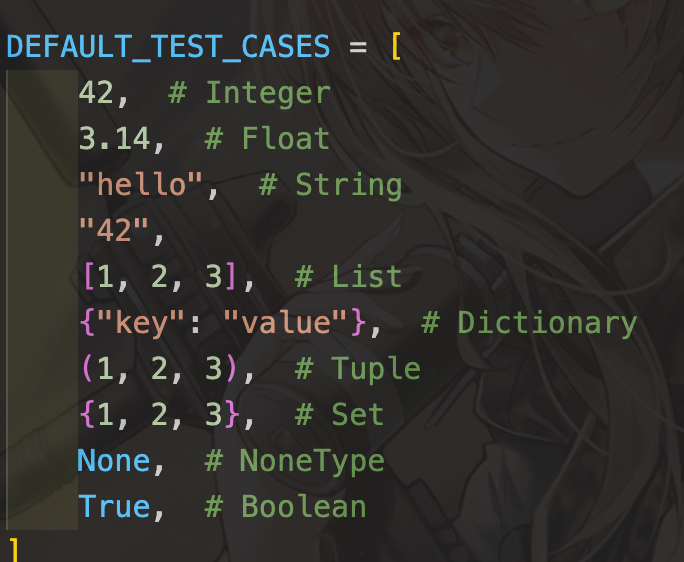 DEFAULT_TEST_CASES = [
    42,  # Integer
    3.14,  # Float
    "hello",  # String
    "42",
    [1, 2, 3],  # List
    {"key": "value"},  # Dictionary
    (1, 2, 3),  # Tuple
    {1, 2, 3},  # Set
    None,  # NoneType
    True,  # Boolean
]